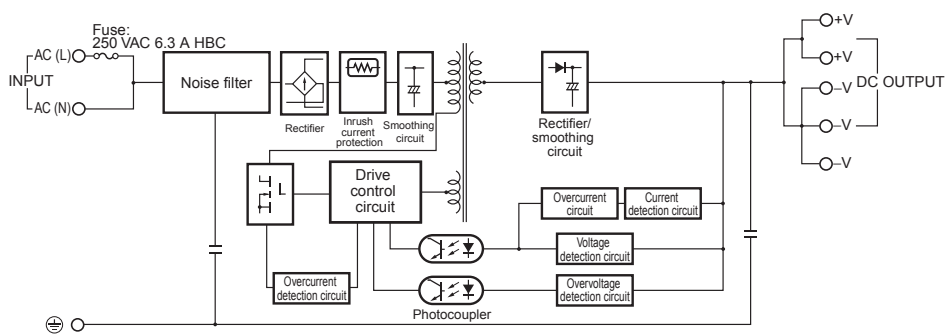 Fuse:
250 VAC 6.3 A HBC
AC (L)
INPUT
AC (N)
Noise filter
Rectifier
Inrush
current
protection
Smoothing
circuit
Rectifier/
smoothing
circuit
+V
+V
–V
DC OUTPUT
–V
–V
Drive
control
circuit
Overcurrent
circuit
Current
detection circuit
Voltage
detection circuit
Overcurrent
detection circuit
Overvoltage
detection circuit
Photocoupler